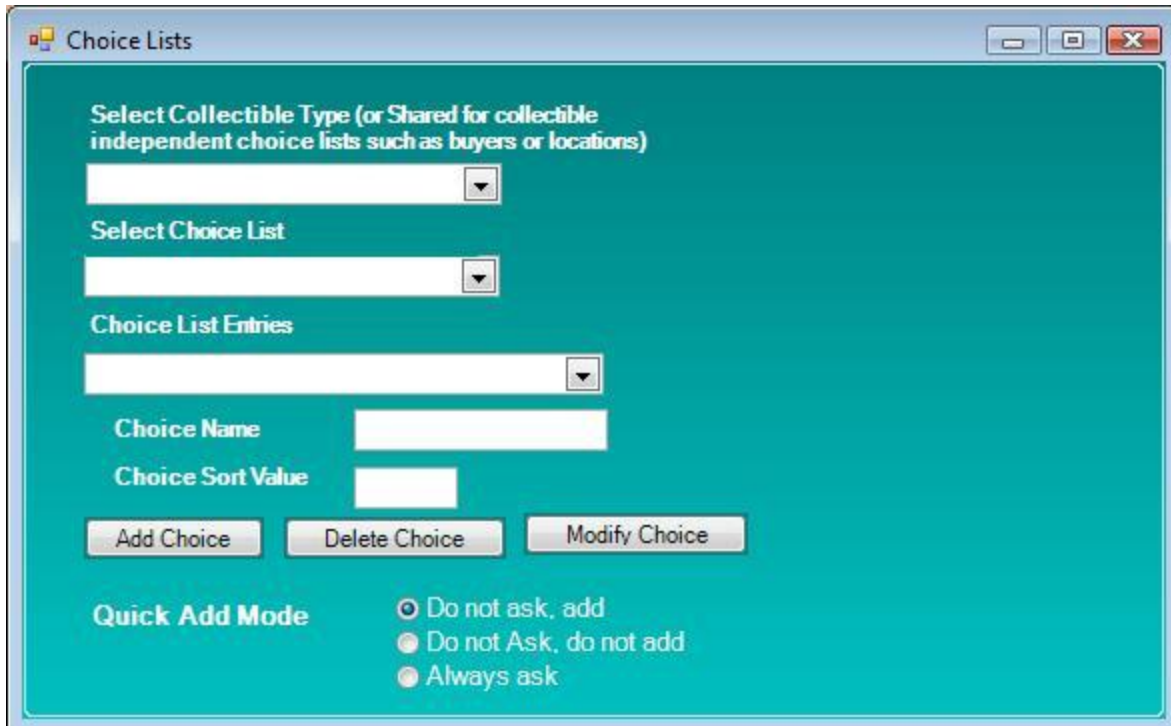 Choice Lists
Select Collectible Type (or Shared for collectible
independent choice lists such as buyers or locations)
Select Choice List
Choice List Entries
Choice Name
Choice Sort Value
Add Choice
Delete Choice
Modify Choice
Quick Add Mode
Do not ask, add
Do not Ask, do not add
Always ask